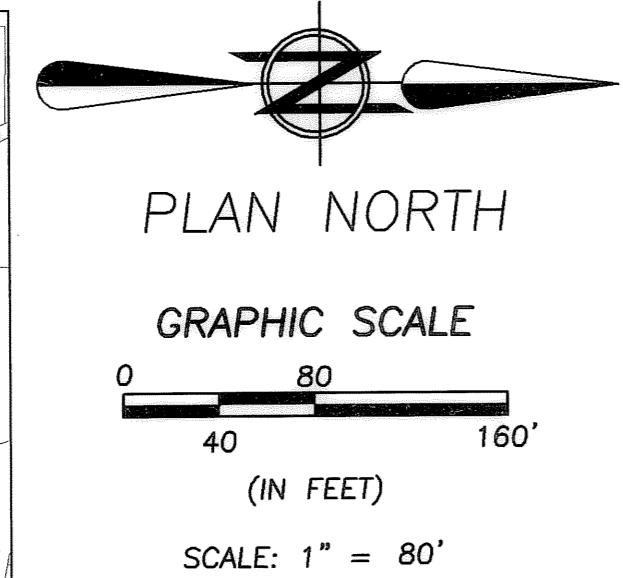 N
PLAN NORTH
GRAPHIC SCALE
0 80
40 160'
(IN FEET)
SCALE: 1" = 80'